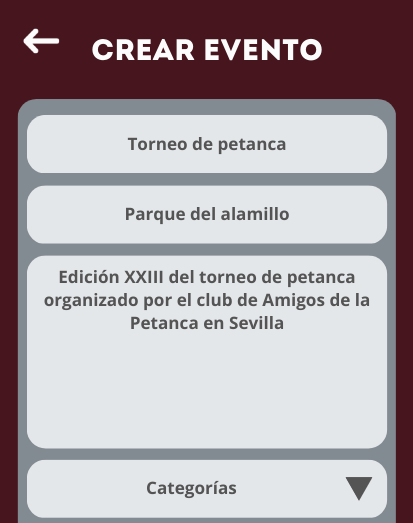 CREAR EVENTO
Torneo de petanca
Parque del alamillo
Edición XXIII del torneo de petanca
organizado por el club de Amigos de la
Petanca en Sevilla
Categorías